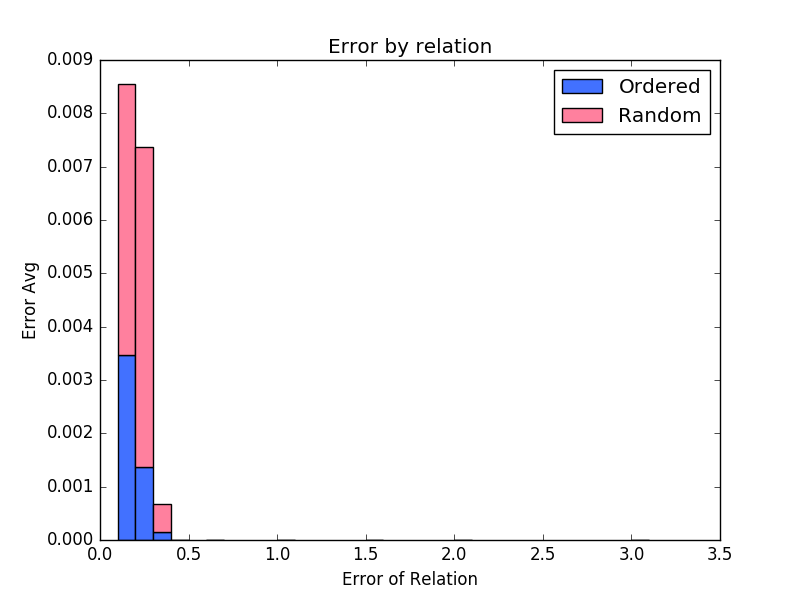 Error by relation
Ordered
Random
Error Avg
0.009
0.008
0.007
0.006
0.005
0.004
0.003
0.002
0.001
0.000
0.0 0.5 1.0 1.5 2.0 2.5 3.0 3.5
Error of Relation